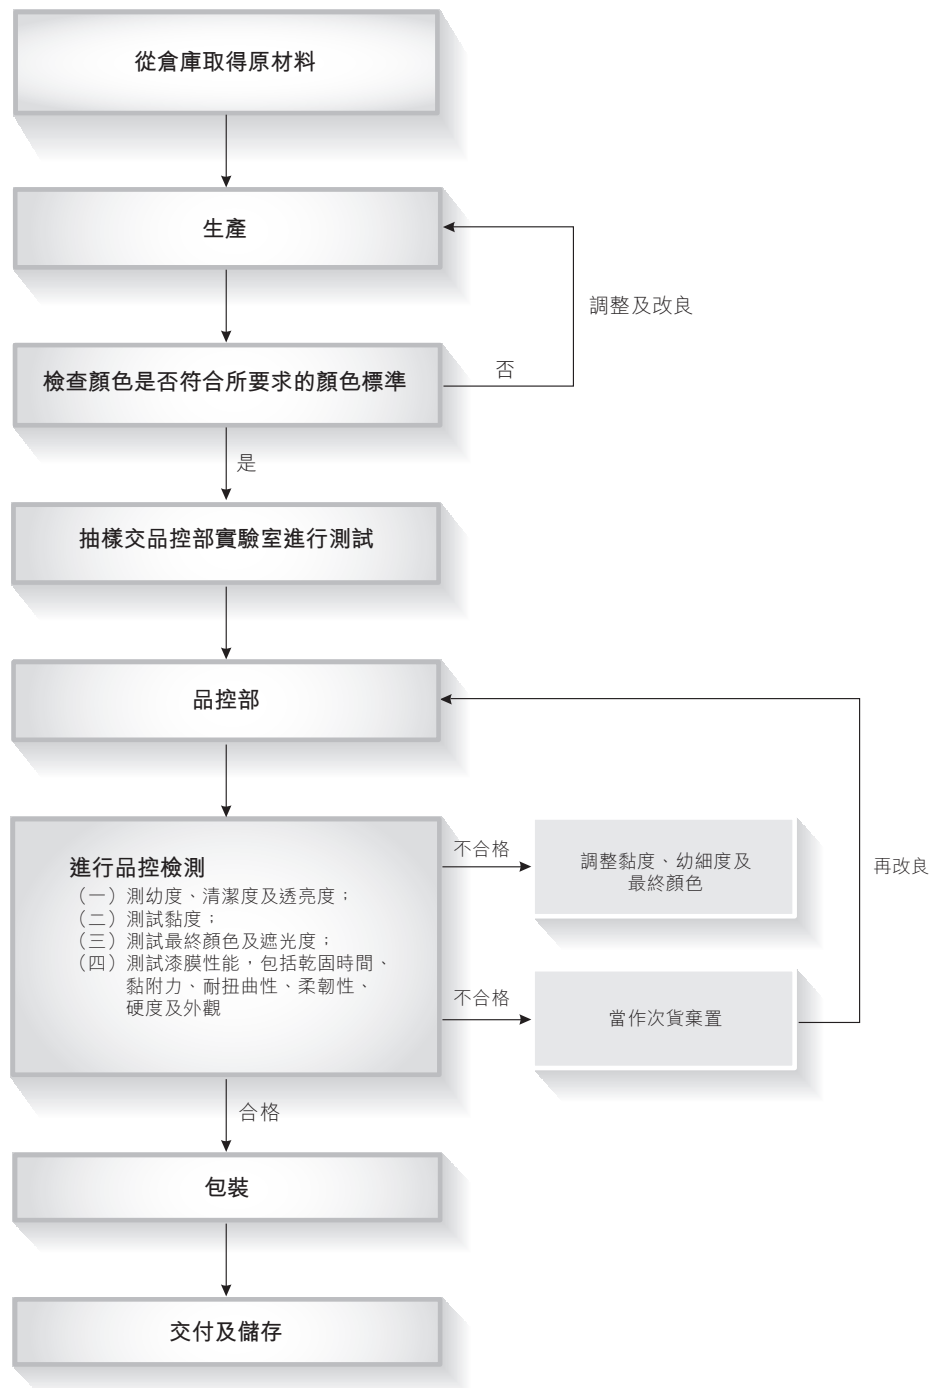 從倉庫取得原材料
生產
調整及改良
檢查顏色是否符合所要求的顏色標準
否
是
抽樣交品控部實驗室進行測試
品控部
進行品控檢測
（一）測幼度、清潔度及透亮度；
（二）測試黏度；
（三）測試最終顏色及遮光度；
（四）測試漆膜性能，包括乾固時間、
黏附力、耐扭曲性、柔韌性、
硬度及外觀
不合格
調整黏度、幼細度及
最終顏色
再改良
不合格
當作次貨棄置
合格
包裝
交付及儲存